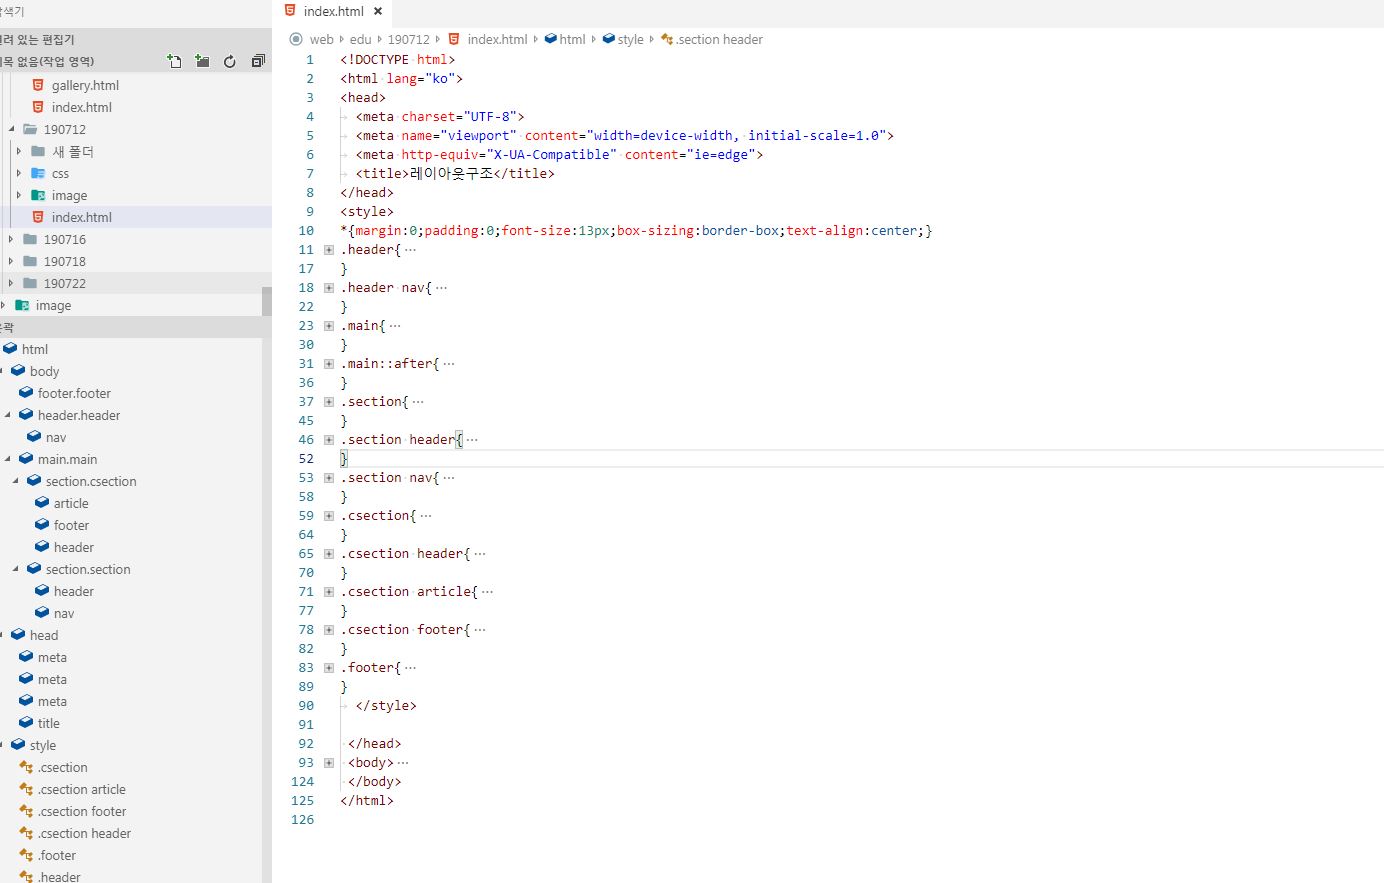 index.html ×
색기
려 있는 편집기
목 없음(작업 영역)
gallery.html
index.html
190712
새 폴더
css
image
index.html
190716
190718
190722
image
곽
html
body
footer.footer
header.header
nav
main.main
section.csection
article
footer
header
section.section
header
nav
head
meta
meta
meta
title
style
.csection
.csection article
.csection footer
.csection header
.footer
.header
web edu 190712 index.html html style .section header
1 <!DOCTYPE html>
2 <html lang="ko">
3 <head>
4 <meta charset="UTF-8">
5 <meta name="viewport" content="width=device-width, initial-scale=1.0">
6 <meta http-equiv="X-UA-Compatible" content="ie=edge">
7 <title>레이아웃구조</title>
8 </head>
9 <style>
10 *{margin:0;padding:0;font-size:13px;box-sizing:border-box;text-align:center;}
11 .header{ ...
17 }
18 .header nav{ ...
22 }
23 .main{ ...
30 }
31 .main::after{ ...
36 }
37 .section{ ...
45 }
46 .section header{ ...
52 }
53 .section nav{ ...
58 }
59 .csection{ ...
64 }
65 .csection header{ ...
70 }
71 .csection article{ ...
77 }
78 .csection footer{ ...
82 }
83 .footer{ ...
89 }
90 </style>
91
92 </head>
93 <body> ...
124 </body>
125 </html>
126